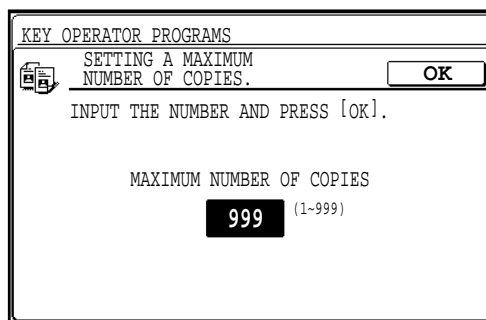 KEY OPERATOR PROGRAMS
SETTING A MAXIMUM
NUMBER OF COPIES.
OK
INPUT THE NUMBER AND PRESS [OK].
MAXIMUM NUMBER OF COPIES
999 (1~999)